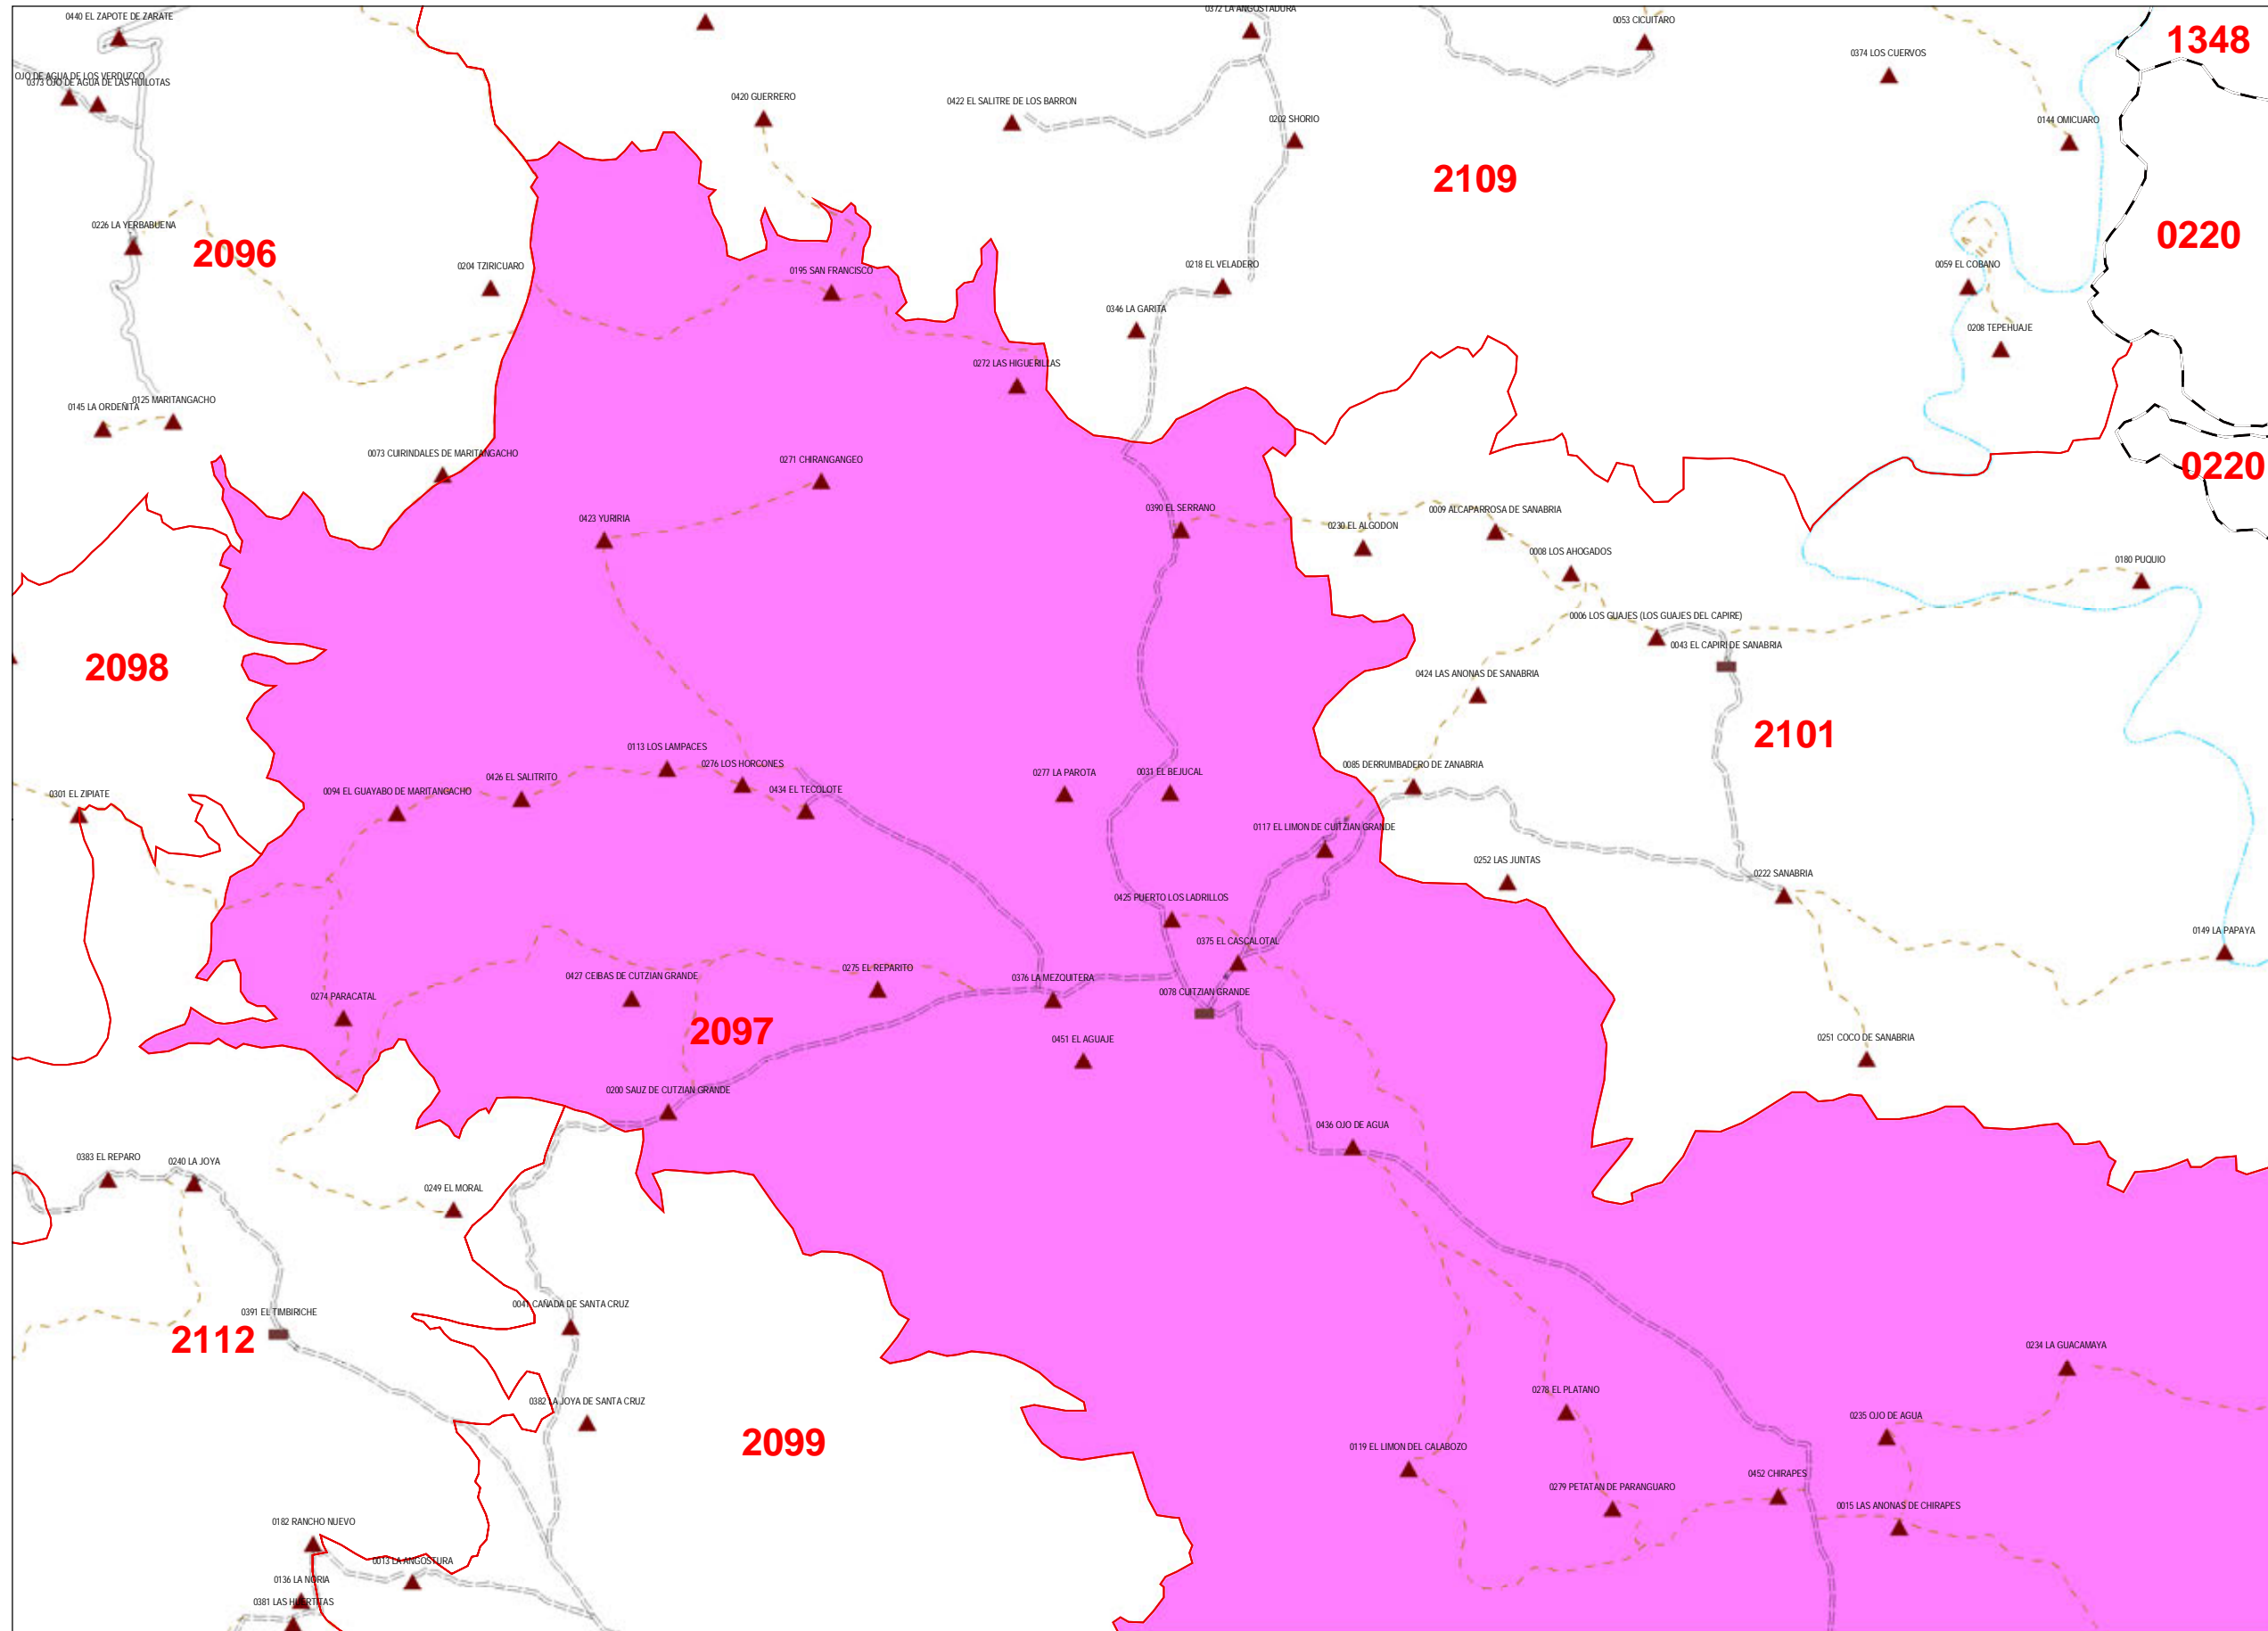 0440 EL ZAPOTE DE ZARATE
0372 LA ANGOSTADURA
0053 CICUITARO
1348
0374 LOS CUERVOS
OJO DE AGUA DE LOS VERDUZCO
0373 OJO DE AGUA DE LAS HUILOTAS
0420 GUERRERO
0422 EL SALITRE DE LOS BARRON
0202 SHORIO
0144 OMICUARO
2109
0226 LA YERBABUENA
2096
0220
0204 TZIRICUARO
0195 SAN FRANCISCO
0218 EL VELADERO
0059 EL COBANO
0346 LA GARITA
0208 TEPEHUAJE
0272 LAS HIGUERILLAS
0145 LA ORDEÑITA
0125 MARITANGACHO
0073 CUIRINDALES DE MARITANGACHO
0271 CHIRANGANGEO
0220
0423 YURIRIA
0390 EL SERRANO
0230 EL ALGODON
0009 ALCAPARROSA DE SANABRIA
0008 LOS AHOGADOS
0180 PUQUIO
0006 LOS GUAJES (LOS GUAJES DEL CAPIRE)
0043 EL CAPIRI DE SANABRIA
2098
0424 LAS ANONAS DE SANABRIA
2101
0113 LOS LAMPACES
0276 LOS HORCONES
0277 LA PAROTA
0031 EL BEJUCAL
0085 DERRUMBADERO DE ZANABRIA
0301 EL ZIPIATE
0094 EL GUAYABO DE MARITANGACHO
0426 EL SALITRITO
0434 EL TECOLOTE
0117 EL LIMON DE CUITZIAN GRANDE
0252 LAS JUNTAS
0222 SANABRIA
0425 PUERTO LOS LADRILLOS
0149 LA PAPAYA
0375 EL CASCALOTAL
0427 CEIBAS DE CUTZIAN GRANDE
0275 EL REPARITO
0376 LA MEZQUITERA
0274 PARACATAL
0078 CUITZIAN GRANDE
2097
0451 EL AGUAJE
0251 COCO DE SANABRIA
0200 SAUZ DE CUTZIAN GRANDE
0436 OJO DE AGUA
0383 EL REPARO
0240 LA JOYA
0249 EL MORAL
0391 EL TIMBIRICHE
0041 CAÑADA DE SANTA CRUZ
2112
0234 LA GUACAMAYA
0382 LA JOYA DE SANTA CRUZ
0278 EL PLATANO
0235 OJO DE AGUA
2099
0119 EL LIMON DEL CALABOZO
0452 CHIRAPES
0279 PETATAN DE PARANGUARO
0015 LAS ANONAS DE CHIRAPES
0182 RANCHO NUEVO
0013 LA ANGOSTURA
0136 LA NORIA
0381 LAS HUERTITAS